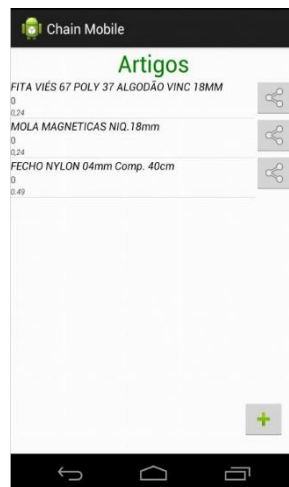 Chain Mobile
Artigos
FITA VIÉS 67 POLY 37 ALGODÃO VINC 18MM
0
0,24
MOLA MAGNETICAS NIQ.18mm
0
0,24
FECHO NYLON 04mm Comp. 40cm
0
0.49